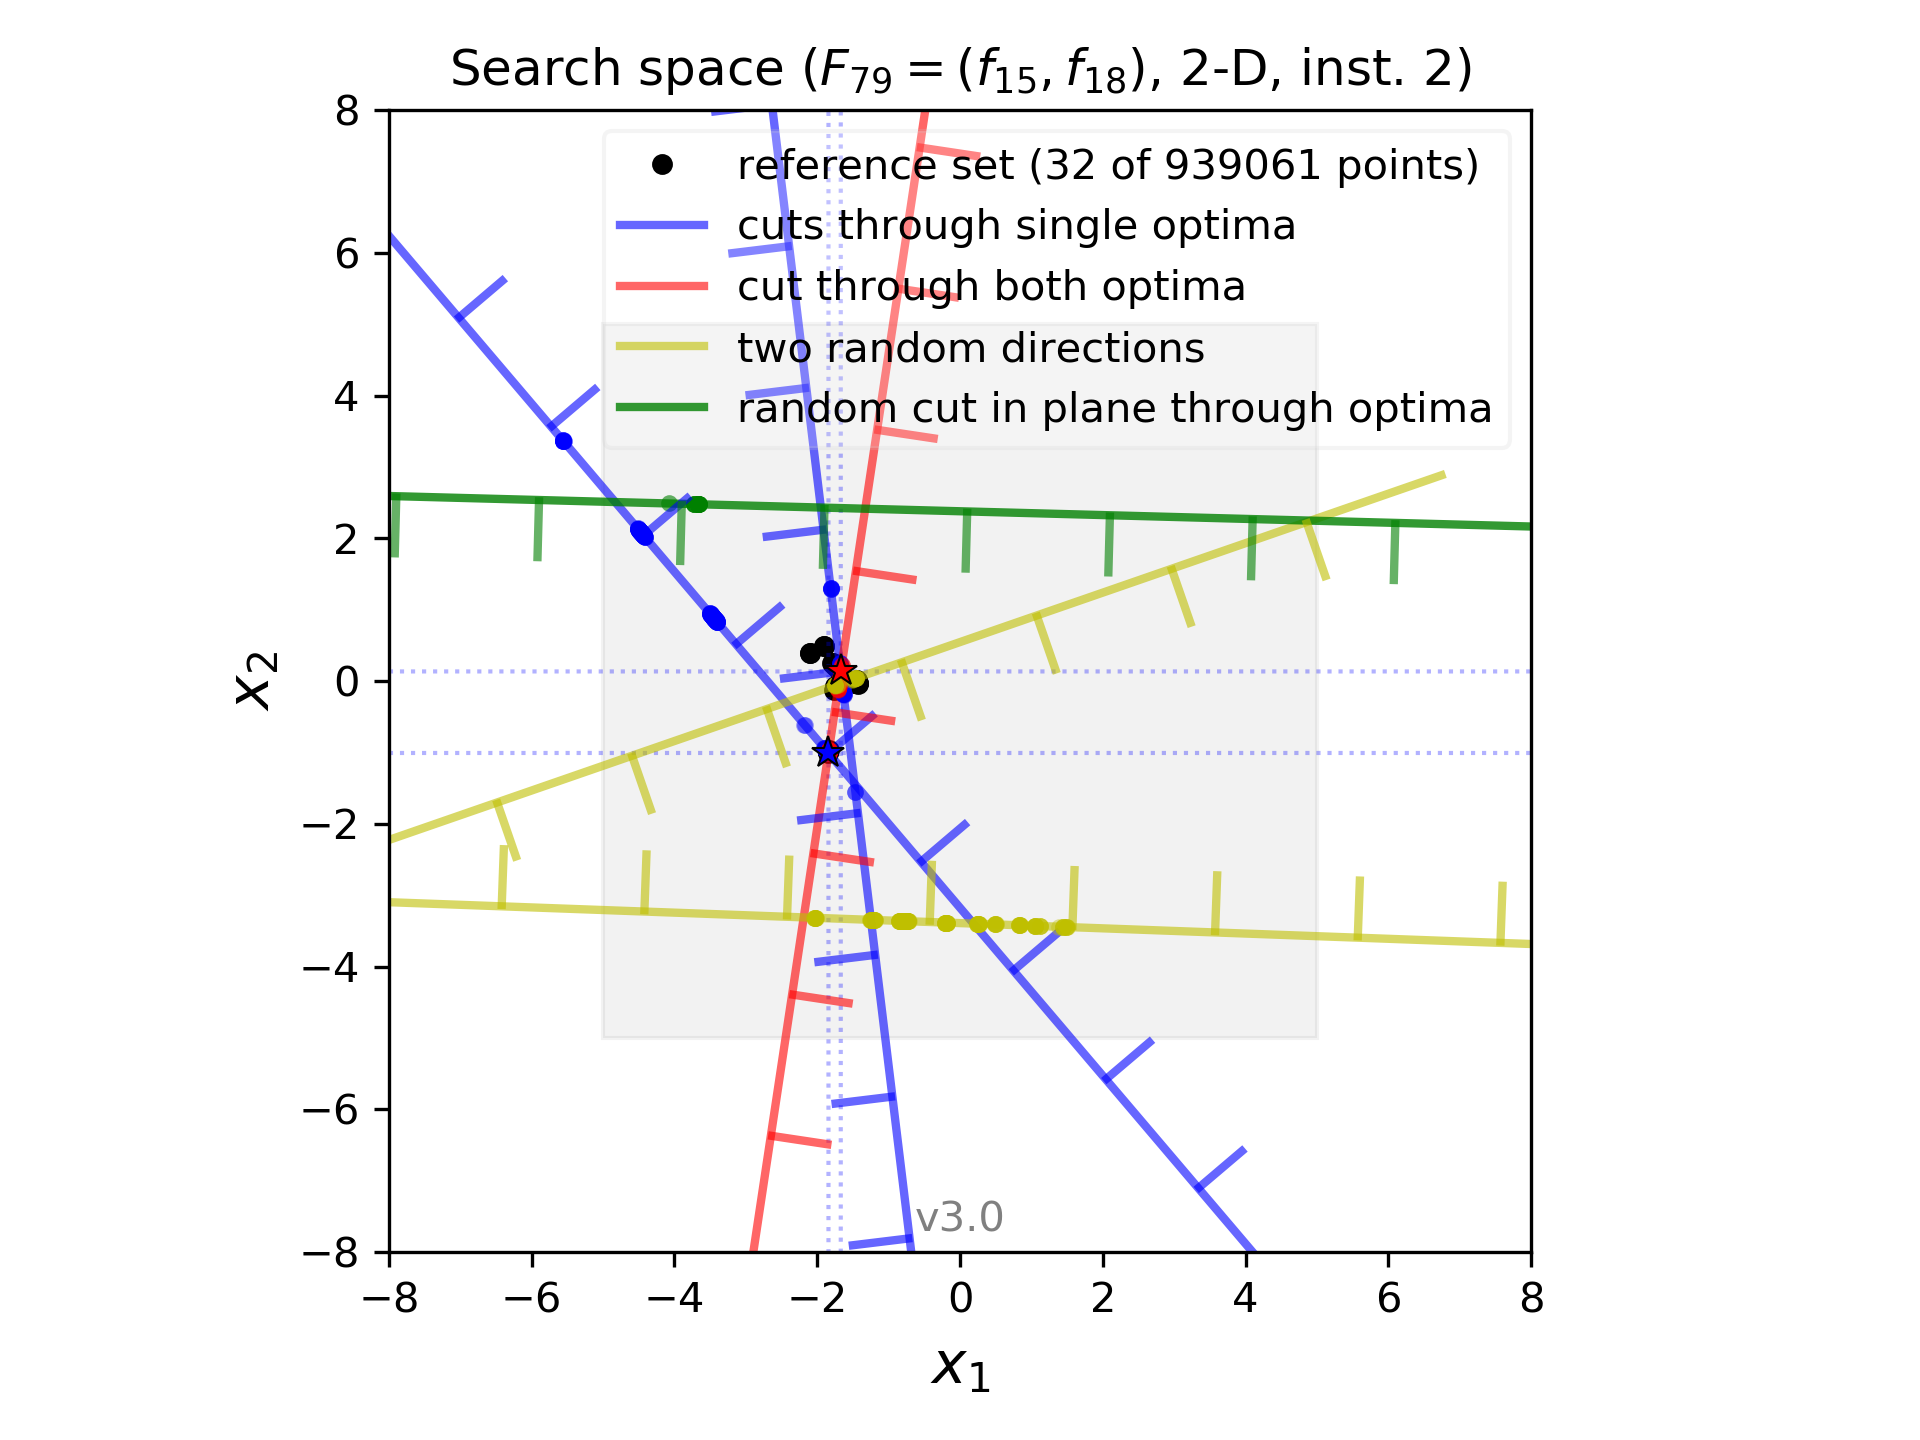 Search space (F₇₉ = (f₁₅, f₁₈), 2-D, inst. 2)
reference set (32 of 939061 points)
cuts through single optima
cut through both optima
two random directions
random cut in plane through optima
8
6
4
2
0
−2
−4
−6
−8
x₂
v3.0
−8 −6 −4 −2 0 2 4 6 8
x₁